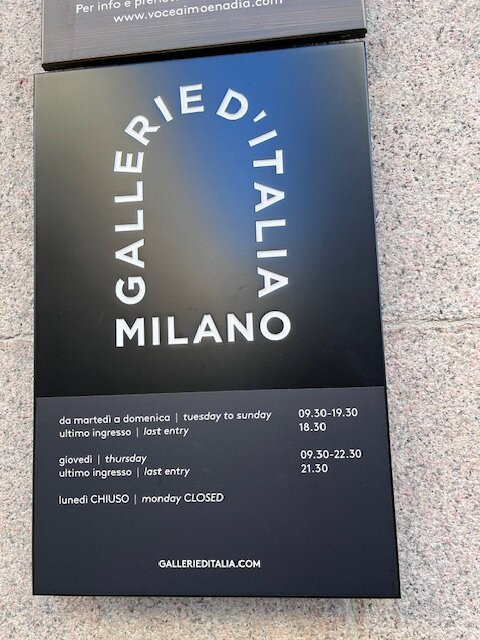 Per info e
www.voceaimoenadia.com
GALLERIE D'ITALIA
MILANO
da martedì a domenica | tuesday to sunday 09.30-19.30
ultimo ingresso | last entry 18.30
giovedì | thursday 09.30-22.30
ultimo ingresso | last entry 21.30
lunedì CHIUSO | monday CLOSED
GALLERIEDITALIA.COM